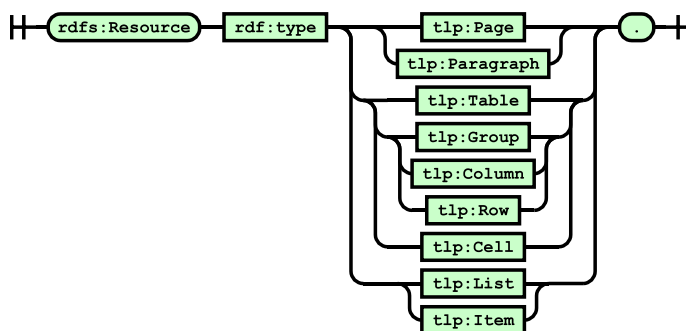 rdfs:Resource rdf:type tlp:Page .
tlp:Paragraph
tlp:Table
tlp:Group
tlp:Column
tlp:Row
tlp:Cell
tlp:List
tlp:Item